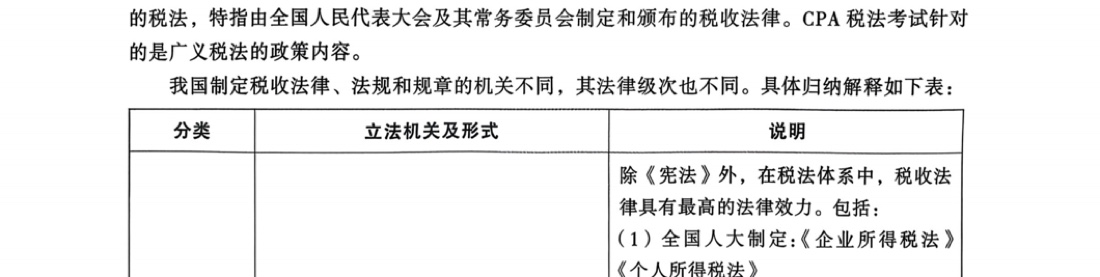 的税法，特指由全国人民代表大会及其常务委员会制定和颁布的税收法律。CPA 税法考试针对
的是广义税法的政策内容。
我国制定税收法律、法规和规章的机关不同，其法律级次也不同。具体归纳解释如下表：
分类 立法机关及形式 说明
除《宪法》外，在税法体系中，税收法
律具有最高的法律效力。包括：
（1）全国人大制定：《企业所得税法》
《个人所得税法》